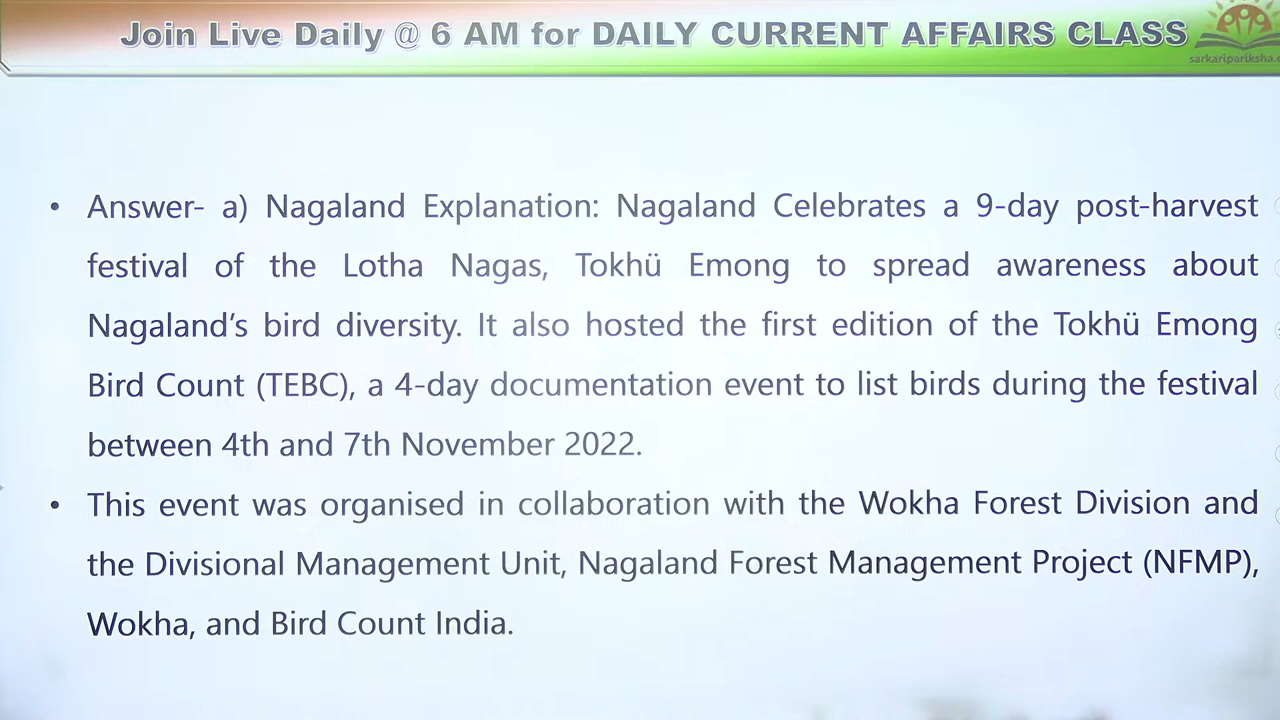 Join Live Daily @ 6 AM for DAILY CURRENT AFFAIRS CLASS
• Answer- a) Nagaland Explanation: Nagaland Celebrates a 9-day post-harvest
festival of the Lotha Nagas, Tokhü Emong to spread awareness about
Nagaland’s bird diversity. It also hosted the first edition of the Tokhü Emong
Bird Count (TEBC), a 4-day documentation event to list birds during the festival
between 4th and 7th November 2022.
• This event was organised in collaboration with the Wokha Forest Division and
the Divisional Management Unit, Nagaland Forest Management Project (NFMP),
Wokha, and Bird Count India.